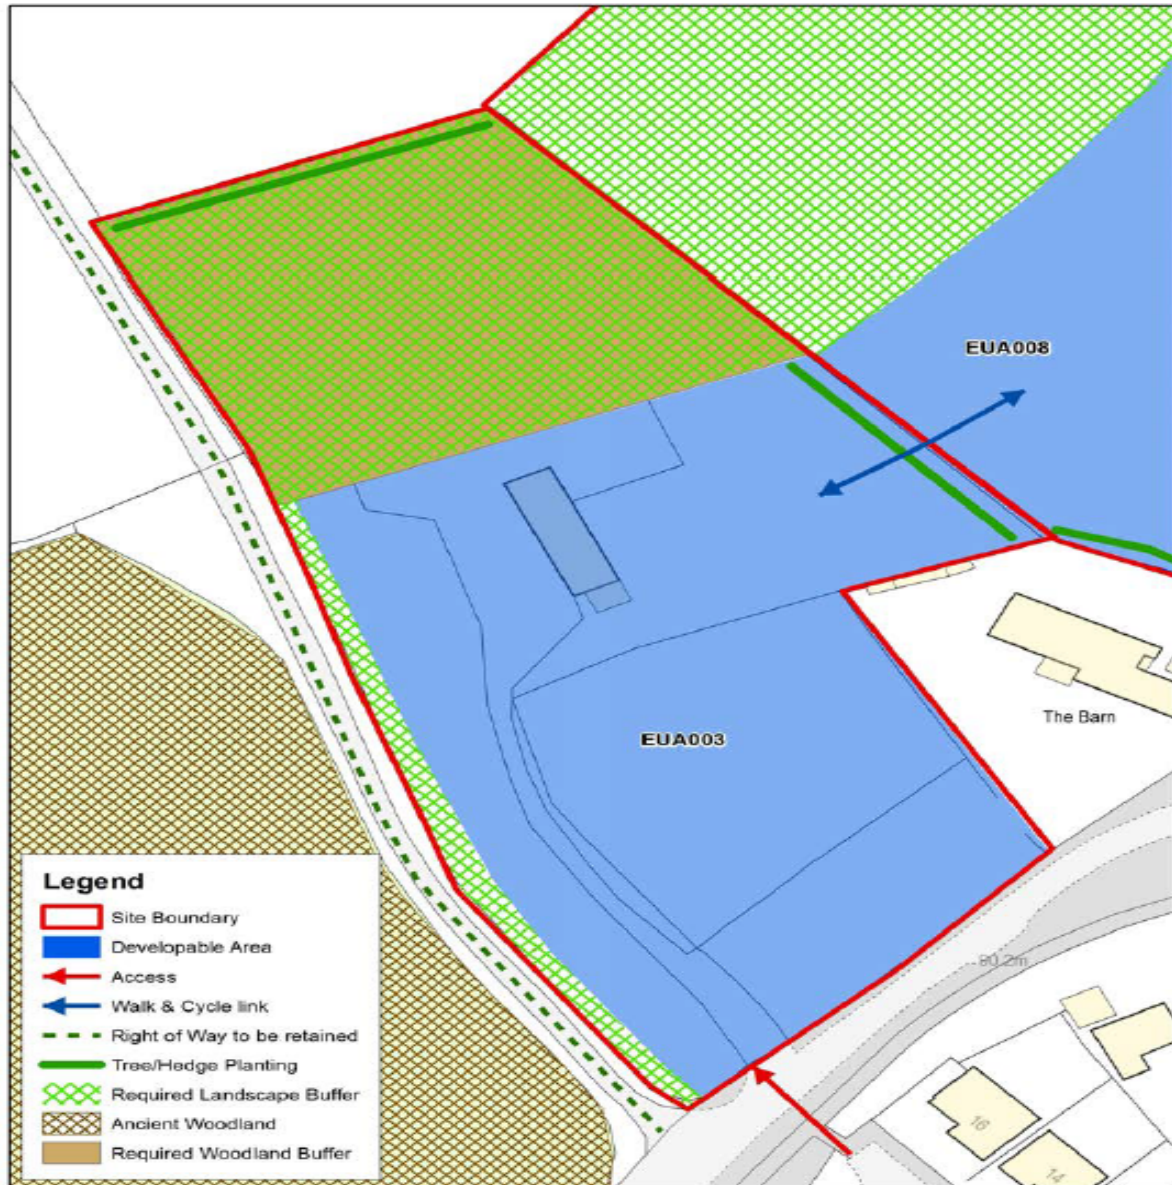 EUA008
The Barn
EUA003
90.2m
16
14
Legend
Site Boundary
Developable Area
Access
Walk & Cycle link
Right of Way to be retained
Tree/Hedge Planting
Required Landscape Buffer
Ancient Woodland
Required Woodland Buffer